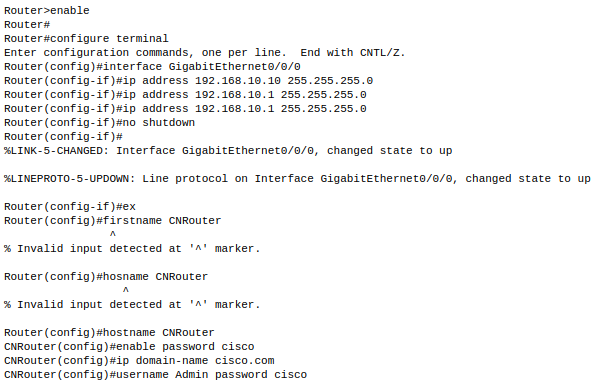 Router>enable
Router#
Router#configure terminal
Enter configuration commands, one per line.  End with CNTL/Z.
Router(config)#interface GigabitEthernet0/0/0
Router(config-if)#ip address 192.168.10.10 255.255.255.0
Router(config-if)#ip address 192.168.10.1 255.255.255.0
Router(config-if)#ip address 192.168.10.1 255.255.255.0
Router(config-if)#no shutdown
Router(config-if)#
%LINK-5-CHANGED: Interface GigabitEthernet0/0/0, changed state to up
%LINEPROTO-5-UPDOWN: Line protocol on Interface GigabitEthernet0/0/0, changed state to up
Router(config-if)#ex
Router(config)#firstname CNRouter
^
% Invalid input detected at '^' marker.
Router(config)#hosname CNRouter
^
% Invalid input detected at '^' marker.
Router(config)#hostname CNRouter
CNRouter(config)#enable password cisco
CNRouter(config)#ip domain-name cisco.com
CNRouter(config)#username Admin password cisco